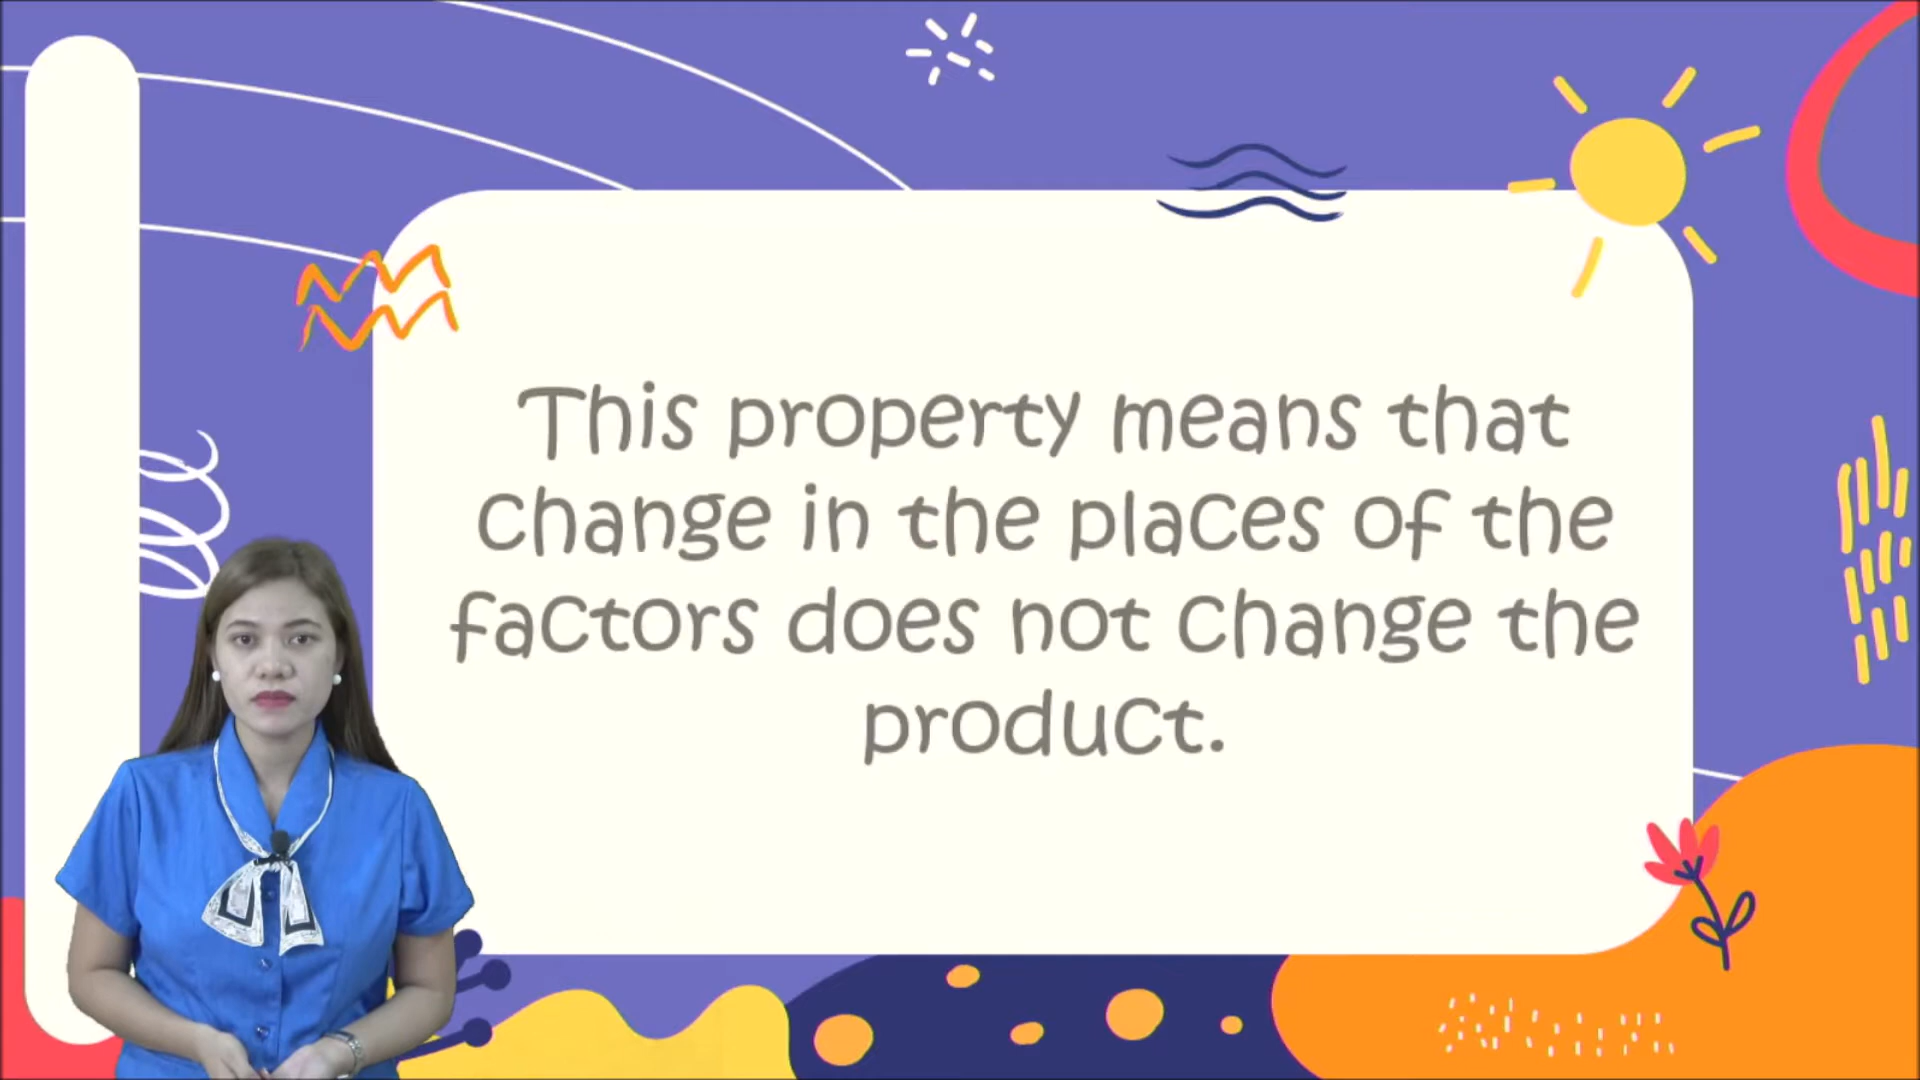 This property means that
change in the places of the
factors does not change the
product.